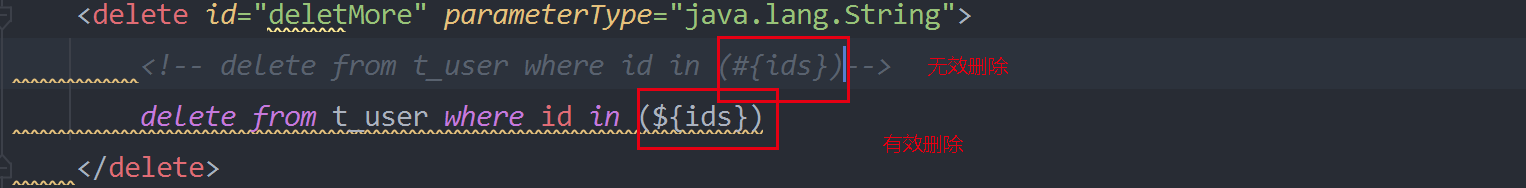 <delete id="deletMore" parameterType="java.lang.String">
<!-- delete from t_user where id in (#{ids})--> 无效删除
delete from t_user where id in (${ids})
有效删除
</delete>